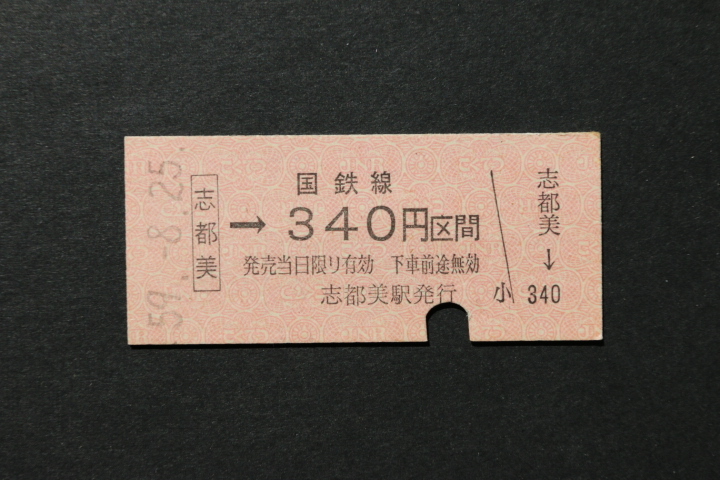 59.-8.25.
志都美
国鉄線
→ 340円区間
発売当日限リ有効 下車前途無効
志都美駅発行
小
志都美
↓
340